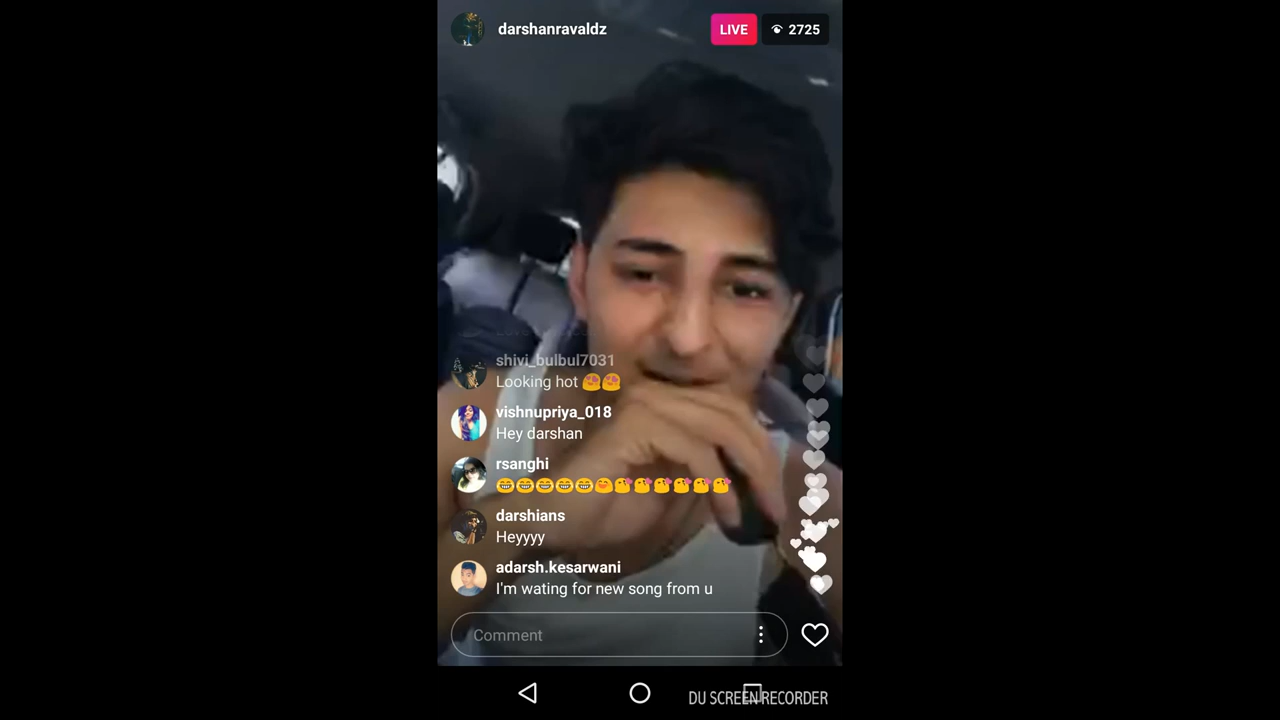 darshanravaldz
LIVE
2725
shivi_bulbul7031
Looking hot 😍😍
vishnupriya_018
Hey darshan
rsanghi
😂😂😂😂😂😊😘😘😘😘😘😘
darshians
Heyyyy
adarsh.kesarwani
I'm wating for new song from u
Comment
DU SCREEN RECORDER